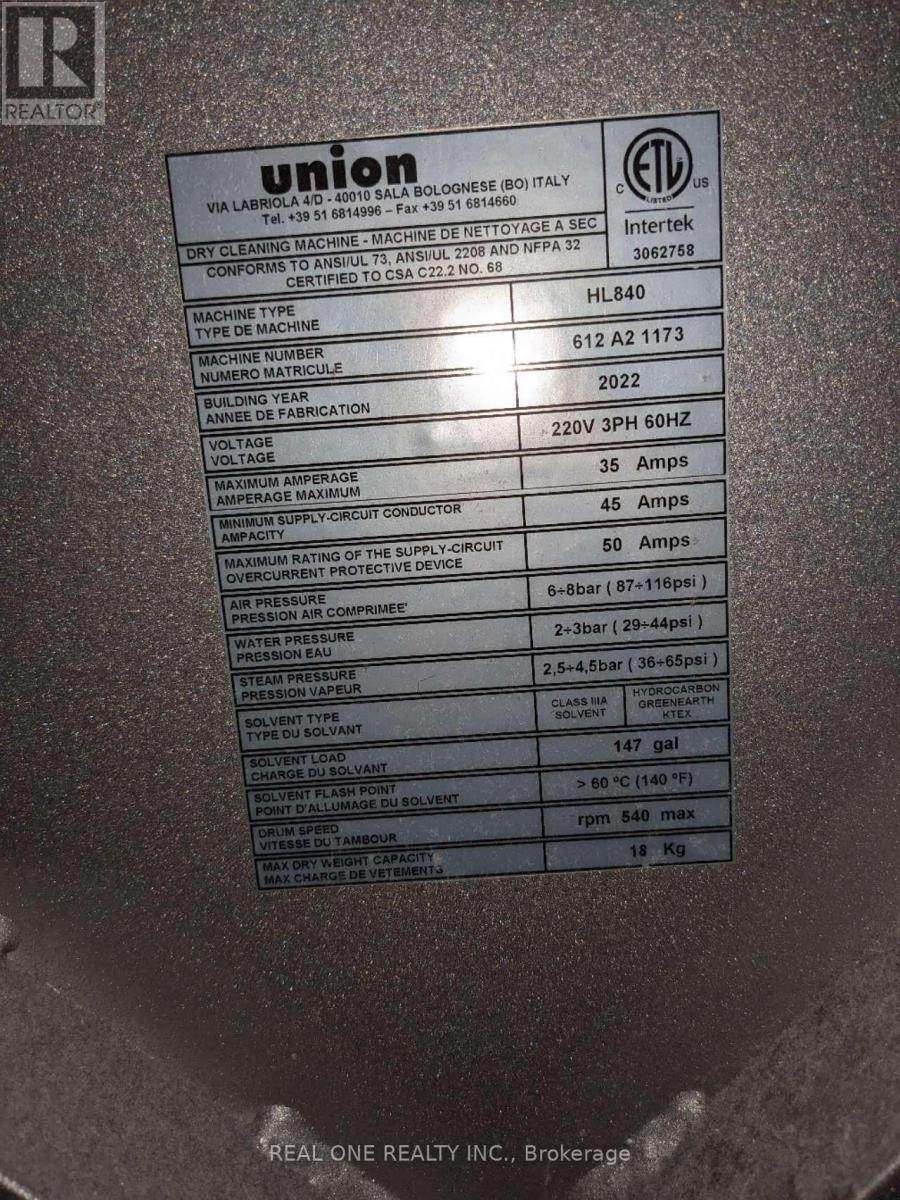 REALTOR®
union
VIA LABRIOLA 4/D - 40010 SALA BOLOGNESE (BO) ITALY
Tel. +39 51 6814996 – Fax +39 51 6814660
DRY CLEANING MACHINE - MACHINE DE NETTOYAGE A SEC
CONFORMS TO ANSI/UL 73, ANSI/UL 2208 AND NFPA 32
CERTIFIED TO CSA C22.2 NO. 68
ETL
C US
LISTED
Intertek
3062758
MACHINE TYPE
TYPE DE MACHINE
HL840
MACHINE NUMBER
NUMERO MATRICULE
612 A2 1173
BUILDING YEAR
ANNEE DE FABRICATION
2022
VOLTAGE
VOLTAGE
220V 3PH 60HZ
MAXIMUM AMPERAGE
AMPERAGE MAXIMUM
35 Amps
MINIMUM SUPPLY-CIRCUIT CONDUCTOR
AMPACITY
45 Amps
MAXIMUM RATING OF THE SUPPLY-CIRCUIT
OVERCURRENT PROTECTIVE DEVICE
50 Amps
AIR PRESSURE
PRESSION AIR COMPRIMEE'
6÷8bar ( 87÷116psi )
WATER PRESSURE
PRESSION EAU
2÷3bar ( 29÷44psi )
STEAM PRESSURE
PRESSION VAPEUR
2,5÷4,5bar ( 36÷65psi )
SOLVENT TYPE
TYPE DU SOLVANT
CLASS IIIA
SOLVENT
HYDROCARBON
GREENEARTH
KTEX
SOLVENT LOAD
CHARGE DU SOLVANT
147 gal
SOLVENT FLASH POINT
POINT D'ALLUMAGE DU SOLVENT
> 60 ºC (140 ºF)
DRUM SPEED
VITESSE DU TAMBOUR
rpm 540 max
MAX DRY WEIGHT CAPACITY
MAX CHARGE DE VETEMENTS
18 Kg
REAL ONE REALTY INC., Brokerage